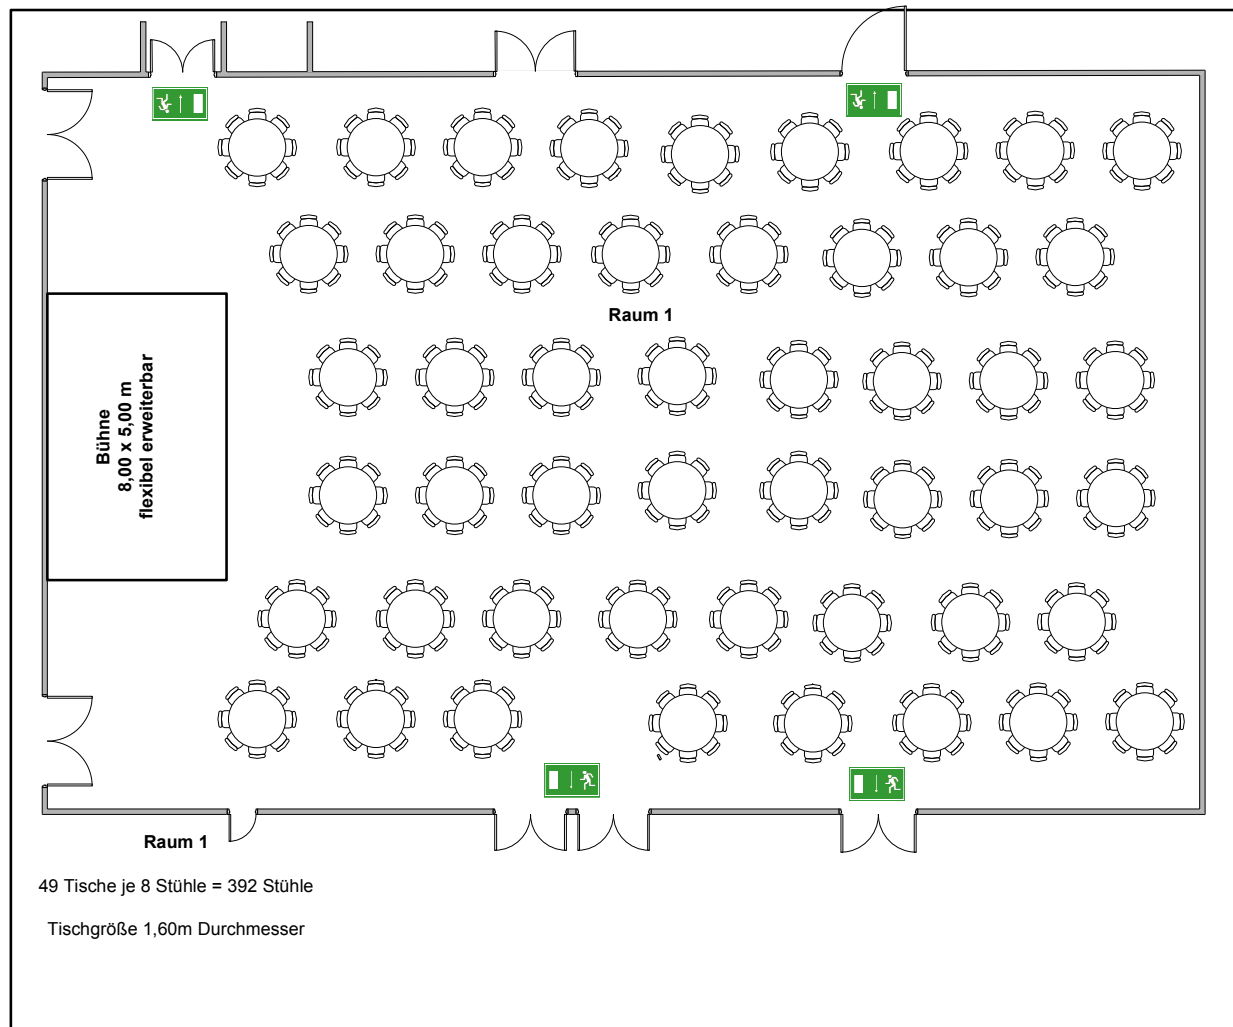 Raum 1
Bühne
8,00 x 5,00 m
flexibel erweiterbar
Raum 1
49 Tische je 8 Stühle = 392 Stühle
Tischgröße 1,60m Durchmesser